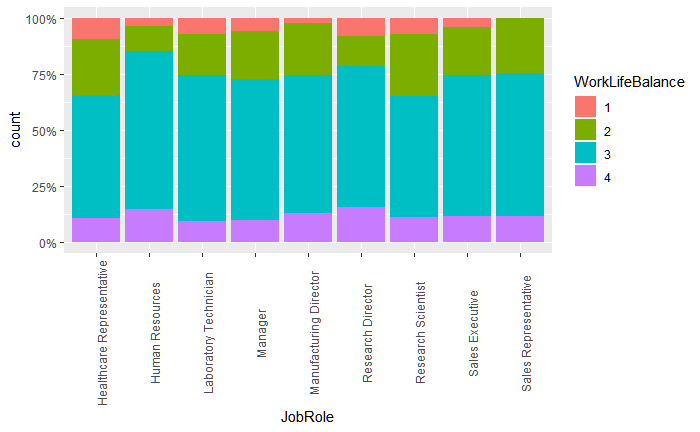 100%
75%
50%
25%
0%
count
Healthcare Representative
Human Resources
Laboratory Technician
Manager
Manufacturing Director
Research Director
Research Scientist
Sales Executive
Sales Representative
JobRole
WorkLifeBalance
1
2
3
4